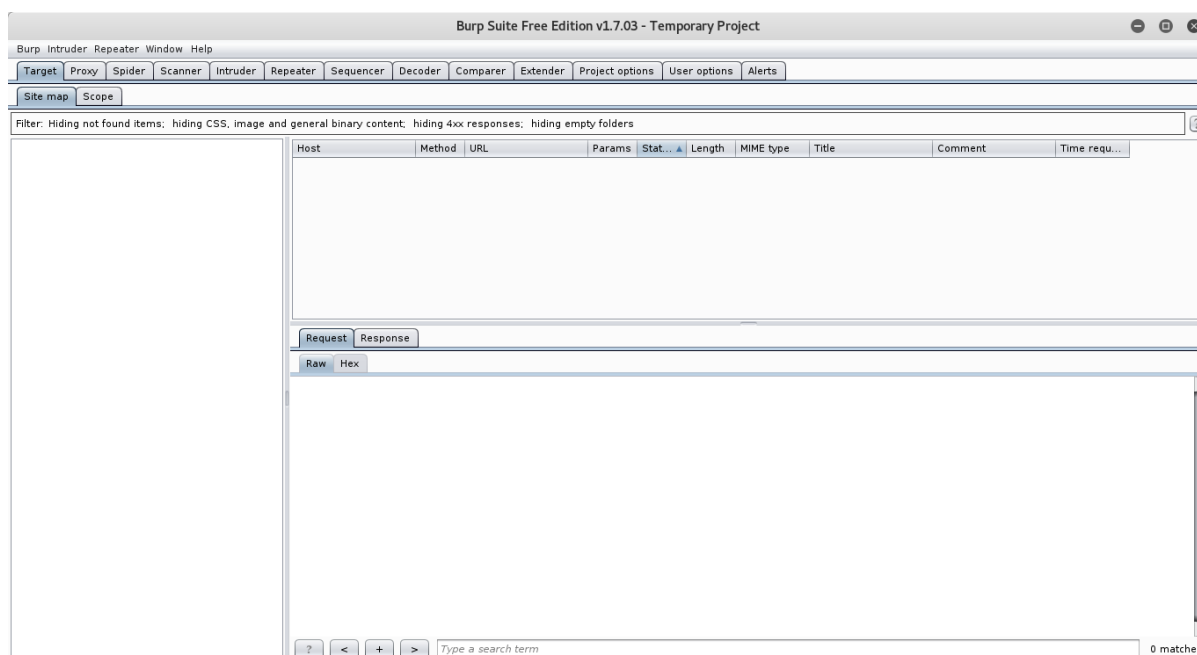 Burp Suite Free Edition v1.7.03 - Temporary Project
Burp Intruder Repeater Window Help
Target Proxy Spider Scanner Intruder Repeater Sequencer Decoder Comparer Extender Project options User options Alerts
Site map Scope
Filter: Hiding not found items; hiding CSS, image and general binary content; hiding 4xx responses; hiding empty folders ?
Host Method URL Params Stat... Length MIME type Title Comment Time requ...
Request Response
Raw Hex
? < + > Type a search term 0 matche